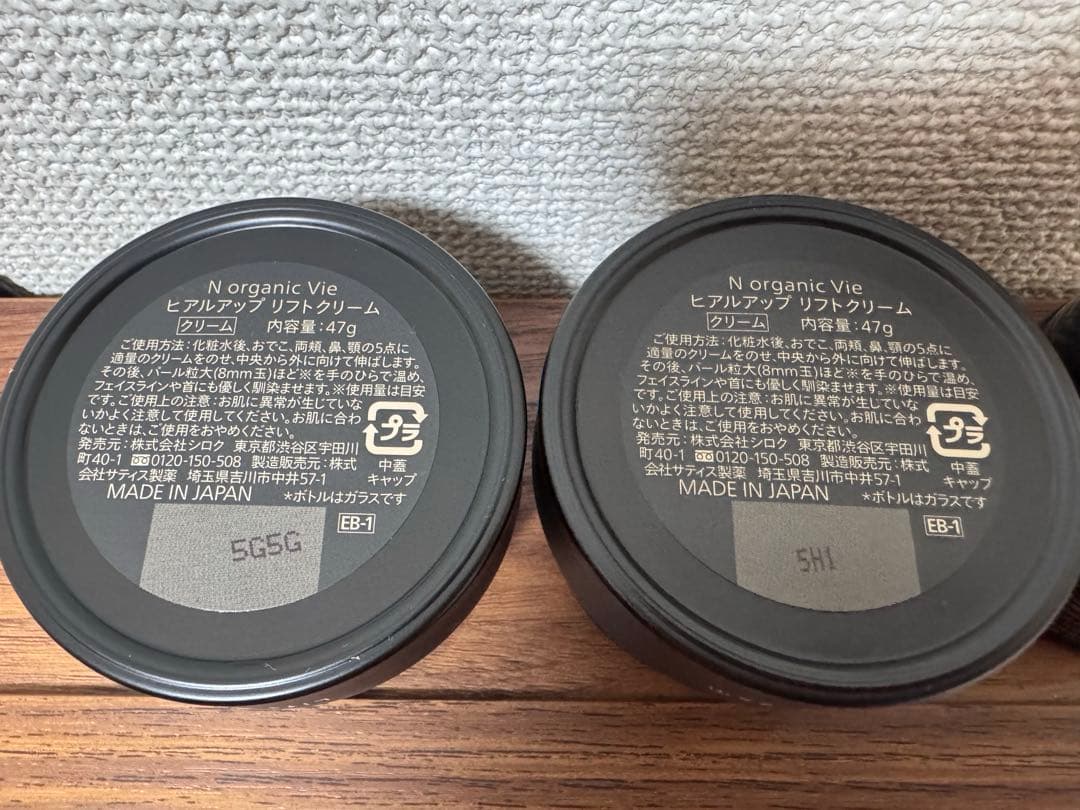 N organic Vie
ヒアルアップ リフトクリーム
クリーム 内容量:47g
ご使用方法:化粧水後、おでこ、両頬、鼻、顎の5点に
適量のクリームをのせ、中央から外に向けて伸ばします。
その後、パール粒大(8mm玉)ほど※を手のひらで温め、
フェイスラインや首にも優しく馴染ませます。※使用量は目安
です。ご使用上の注意:お肌に異常が生じていな
いかよく注意して使用してください。お肌に合わ
ないときは、ご使用をおやめください。
発売元:株式会社シロク 東京都渋谷区宇田川
町40-1 0120-150-508 製造販売元:株式
会社サティス製薬 埼玉県吉川市中井57-1
MADE IN JAPAN *ボトルはガラスです
プラ
中蓋
キャップ
EB-1
5G5G
N organic Vie
ヒアルアップ リフトクリーム
クリーム 内容量:47g
ご使用方法:化粧水後、おでこ、両頬、鼻、顎の5点に
適量のクリームをのせ、中央から外に向けて伸ばします。
その後、パール粒大(8mm玉)ほど※を手のひらで温め、
フェイスラインや首にも優しく馴染ませます。※使用量は目安
です。ご使用上の注意:お肌に異常が生じていな
いかよく注意して使用してください。お肌に合わ
ないときは、ご使用をおやめください。
発売元:株式会社シロク 東京都渋谷区宇田川
町40-1 0120-150-508 製造販売元:株式
会社サティス製薬 埼玉県吉川市中井57-1
MADE IN JAPAN *ボトルはガラスです
プラ
中蓋
キャップ
EB-1
5H1